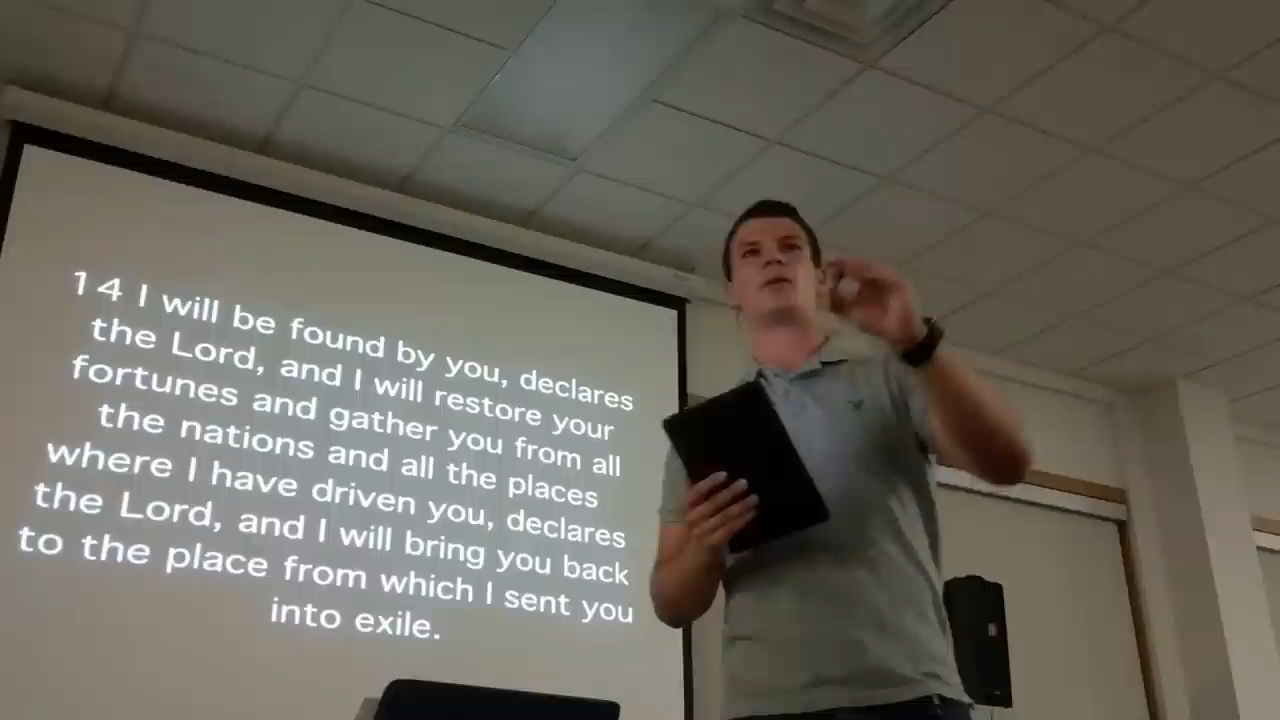 14 I will be found by you, declares
the Lord, and I will restore your
fortunes and gather you from all
the nations and all the places
where I have driven you, declares
the Lord, and I will bring you back
to the place from which I sent you
into exile.